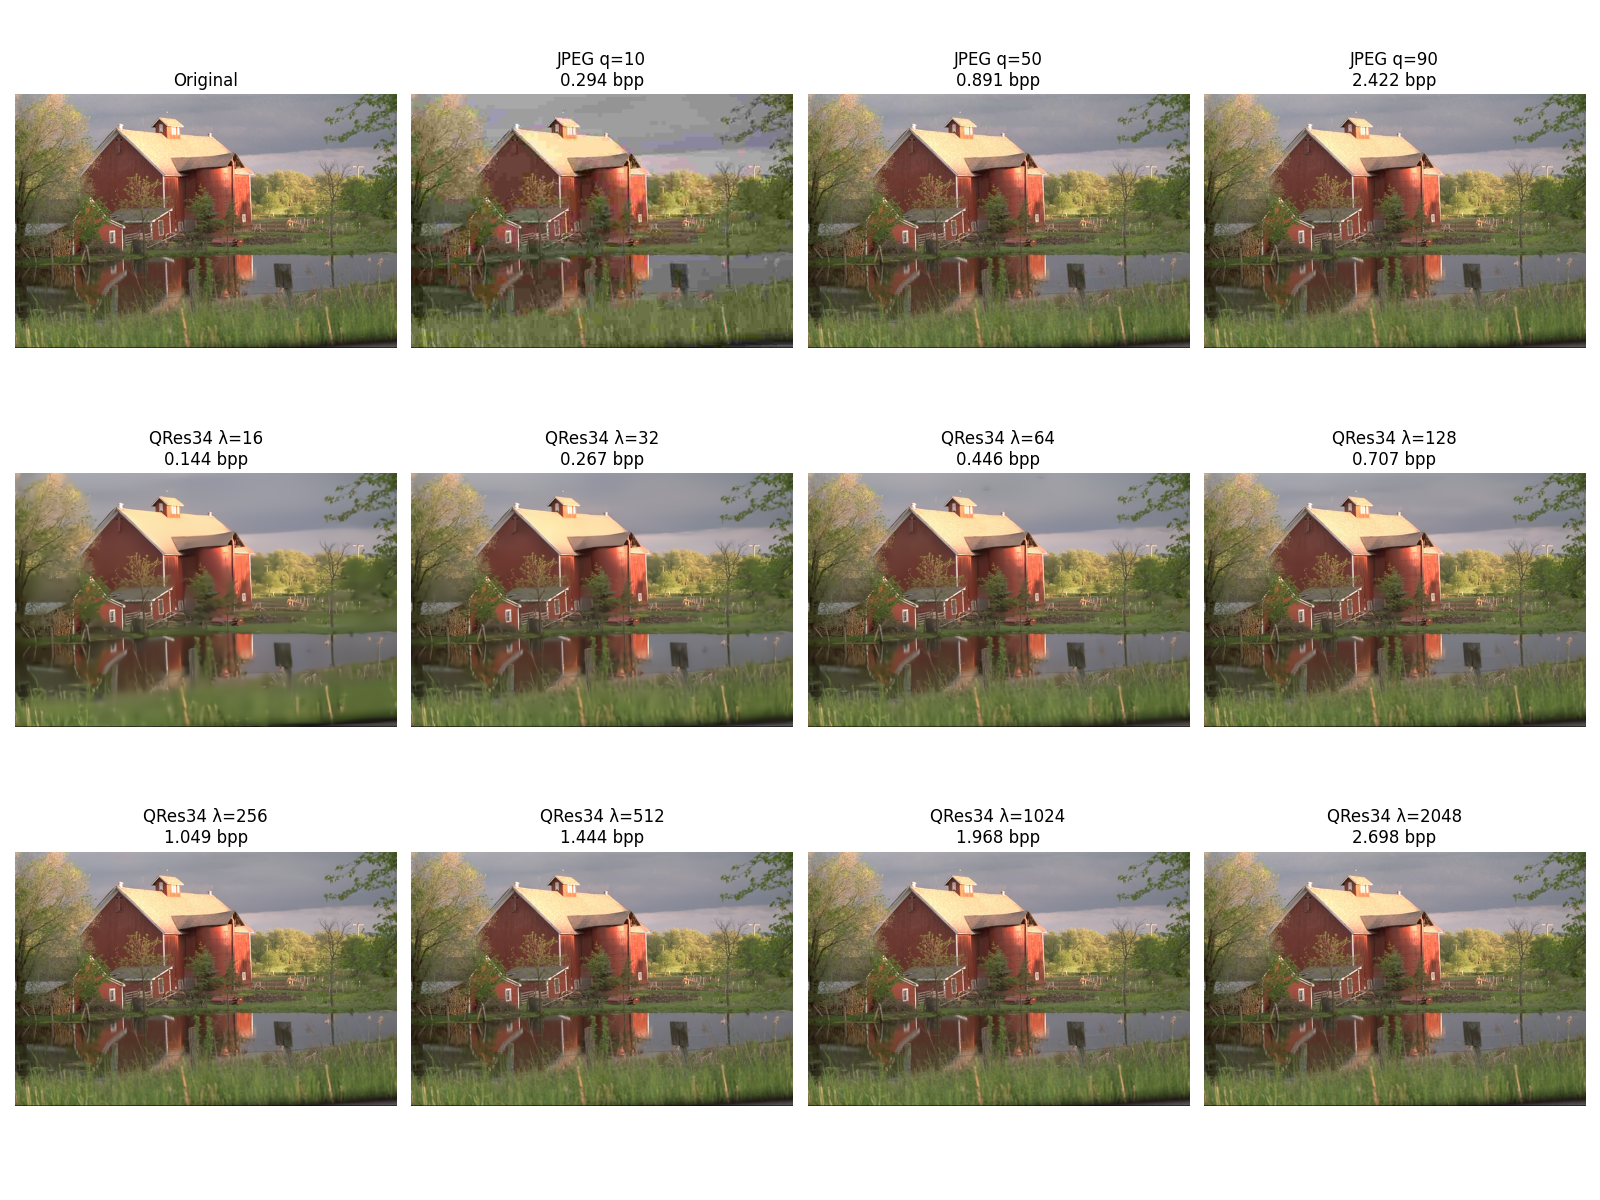 Original
JPEG q=10
0.294 bpp
JPEG q=50
0.891 bpp
JPEG q=90
2.422 bpp
QRes34 λ=16
0.144 bpp
QRes34 λ=32
0.267 bpp
QRes34 λ=64
0.446 bpp
QRes34 λ=128
0.707 bpp
QRes34 λ=256
1.049 bpp
QRes34 λ=512
1.444 bpp
QRes34 λ=1024
1.968 bpp
QRes34 λ=2048
2.698 bpp